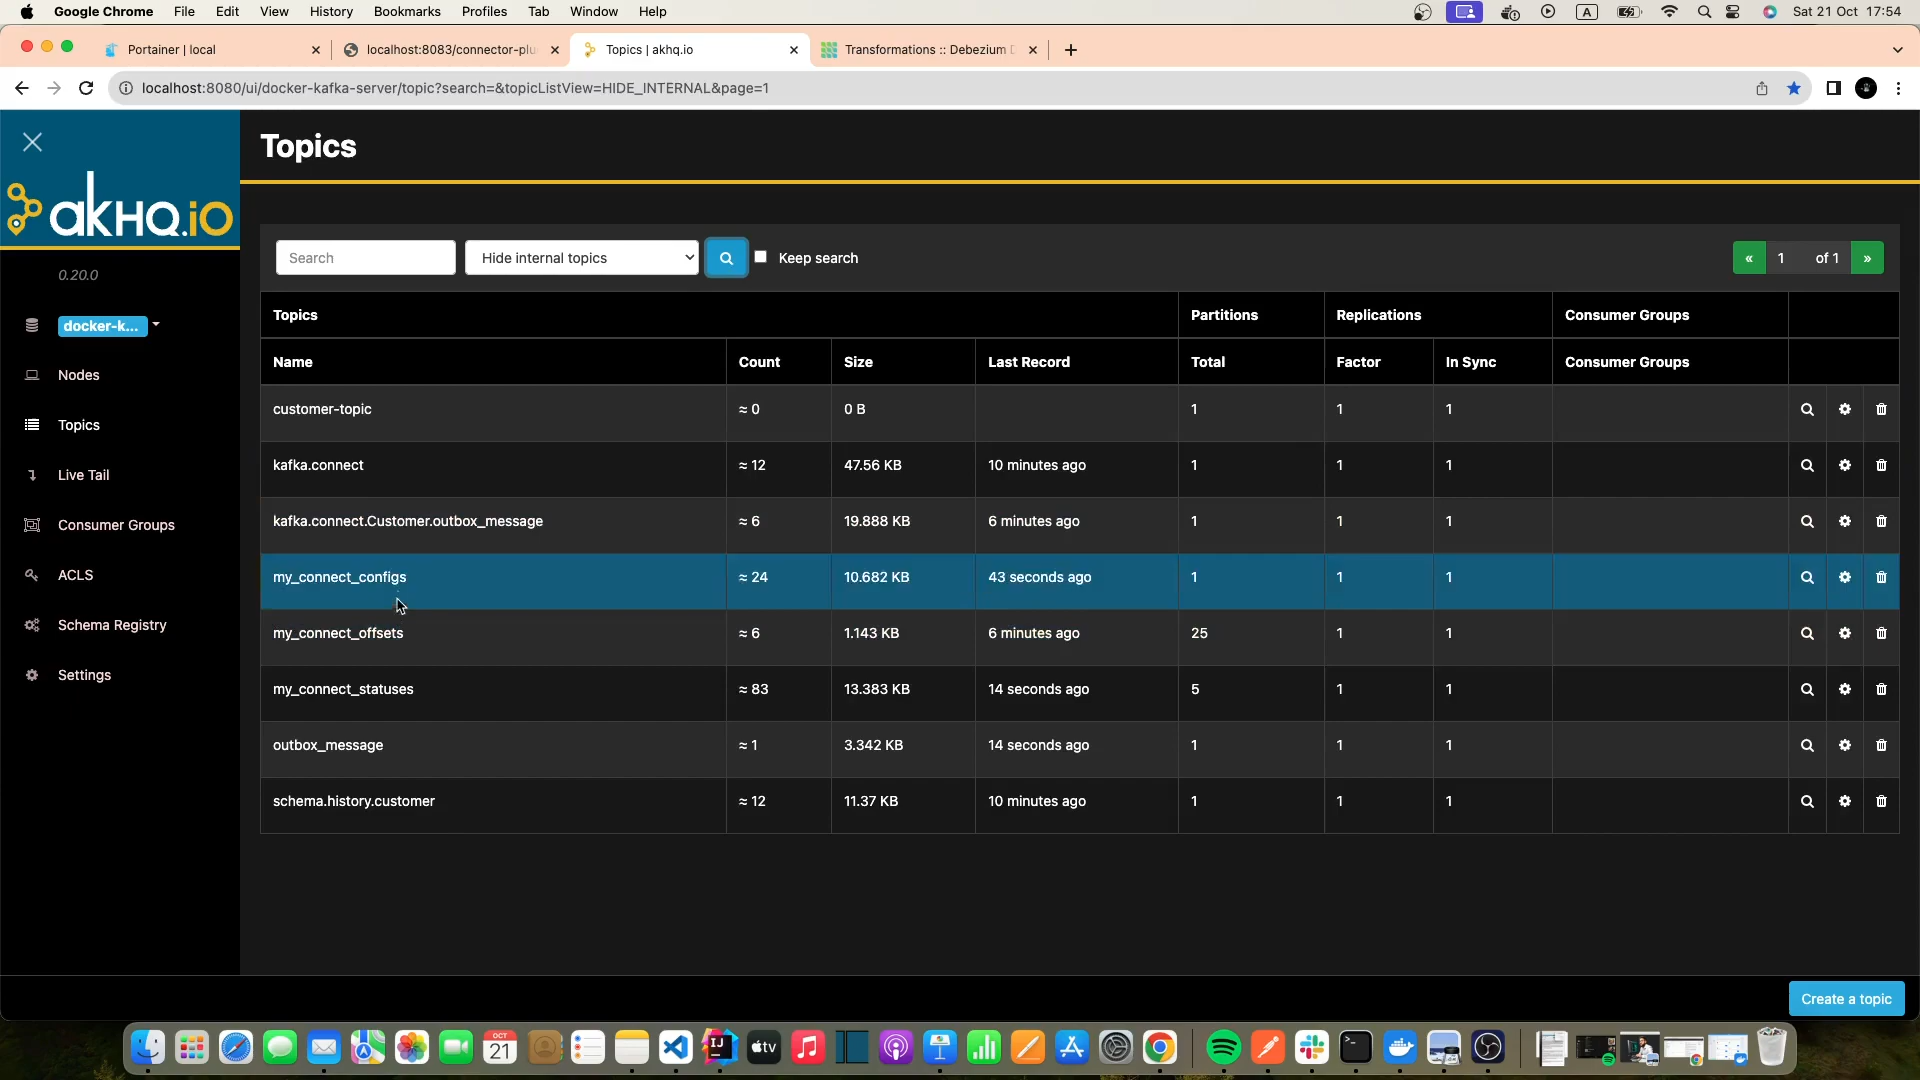 Google Chrome File Edit View History Bookmarks Profiles Tab Window Help A Sat 21 Oct 17:54
Portainer | local localhost:8083/connector-plu Topics | akhq.io Transformations :: Debezium D
localhost:8080/ui/docker-kafka-server/topic?search=&topicListView=HIDE_INTERNAL&page=1
akHQ.io
0.20.0
docker-k...
Nodes
Topics
Live Tail
Consumer Groups
ACLS
Schema Registry
Settings
Topics
Search Hide internal topics Keep search « 1 of 1 »
Topics Partitions Replications Consumer Groups
Name Count Size Last Record Total Factor In Sync Consumer Groups
customer-topic ≈ 0 0 B 1 1 1
kafka.connect ≈ 12 47.56 KB 10 minutes ago 1 1 1
kafka.connect.Customer.outbox_message ≈ 6 19.888 KB 6 minutes ago 1 1 1
my_connect_configs ≈ 24 10.682 KB 43 seconds ago 1 1 1
my_connect_offsets ≈ 6 1.143 KB 6 minutes ago 25 1 1
my_connect_statuses ≈ 83 13.383 KB 14 seconds ago 5 1 1
outbox_message ≈ 1 3.342 KB 14 seconds ago 1 1 1
schema.history.customer ≈ 12 11.37 KB 10 minutes ago 1 1 1
Create a topic
OCT
21
IJ
tv